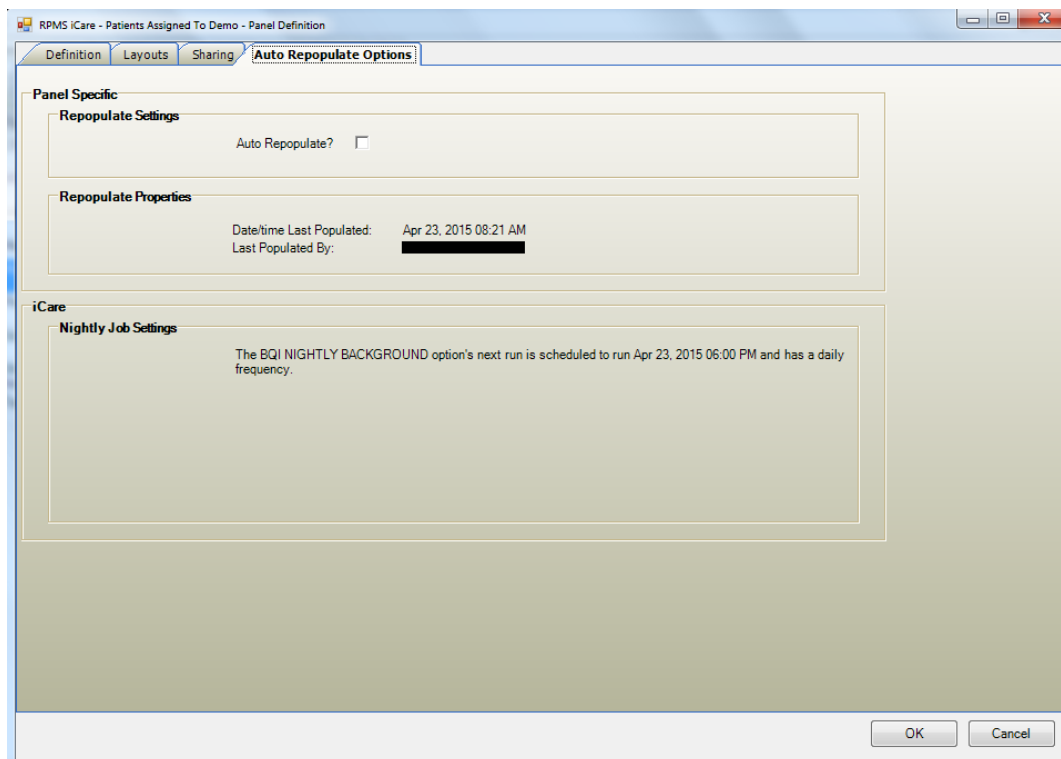 RPMS iCare - Patients Assigned To Demo - Panel Definition
Definition Layouts Sharing Auto Repopulate Options
Panel Specific
Repopulate Settings
Auto Repopulate?
Repopulate Properties
Date/time Last Populated: Apr 23, 2015 08:21 AM
Last Populated By:
iCare
Nightly Job Settings
The BQI NIGHTLY BACKGROUND option's next run is scheduled to run Apr 23, 2015 06:00 PM and has a daily
frequency.
OK Cancel